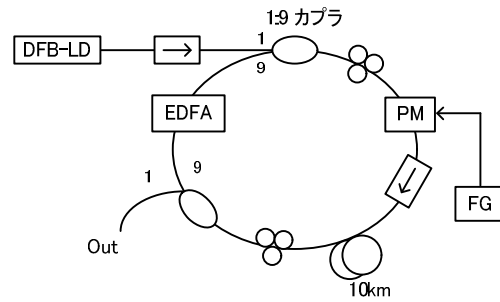 1:9 カプラ
DFB-LD
1
9
EDFA
PM
1
9
FG
Out
10km